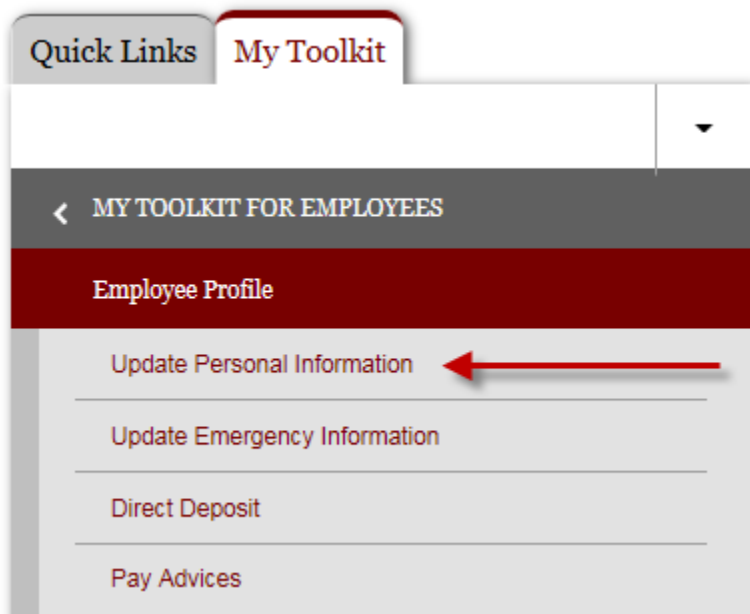 Quick Links
My Toolkit
MY TOOLKIT FOR EMPLOYEES
Employee Profile
Update Personal Information
Update Emergency Information
Direct Deposit
Pay Advices